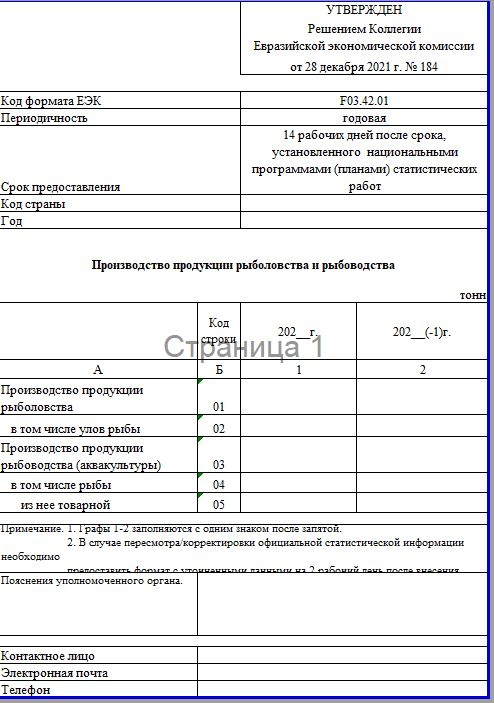 УТВЕРЖДЕН
Решением Коллегии
Евразийской экономической комиссии
от 28 декабря 2021 г. № 184
Код формата ЕЭК F03.42.01
Периодичность годовая
14 рабочих дней после срока,
установленного национальными
программами (планами) статистических
Срок предоставления работ
Код страны
Год
Производство продукции рыболовства и рыбоводства
тонн
Код
строки 202__г. 202__(-1)г.
Страница 1
А Б 1 2
Производство продукции
рыболовства 01
в том числе улов рыбы 02
Производство продукции
рыбоводства (аквакультуры) 03
в том числе рыбы 04
из нее товарной 05
Примечание. 1. Графы 1-2 заполняются с одним знаком после запятой.
2. В случае пересмотра/корректировки официальной статистической информации
необходимо
предоставить формат с уточненными данными на 2 рабочий день после внесения
Пояснения уполномоченного органа.
Контактное лицо
Электронная почта
Телефон